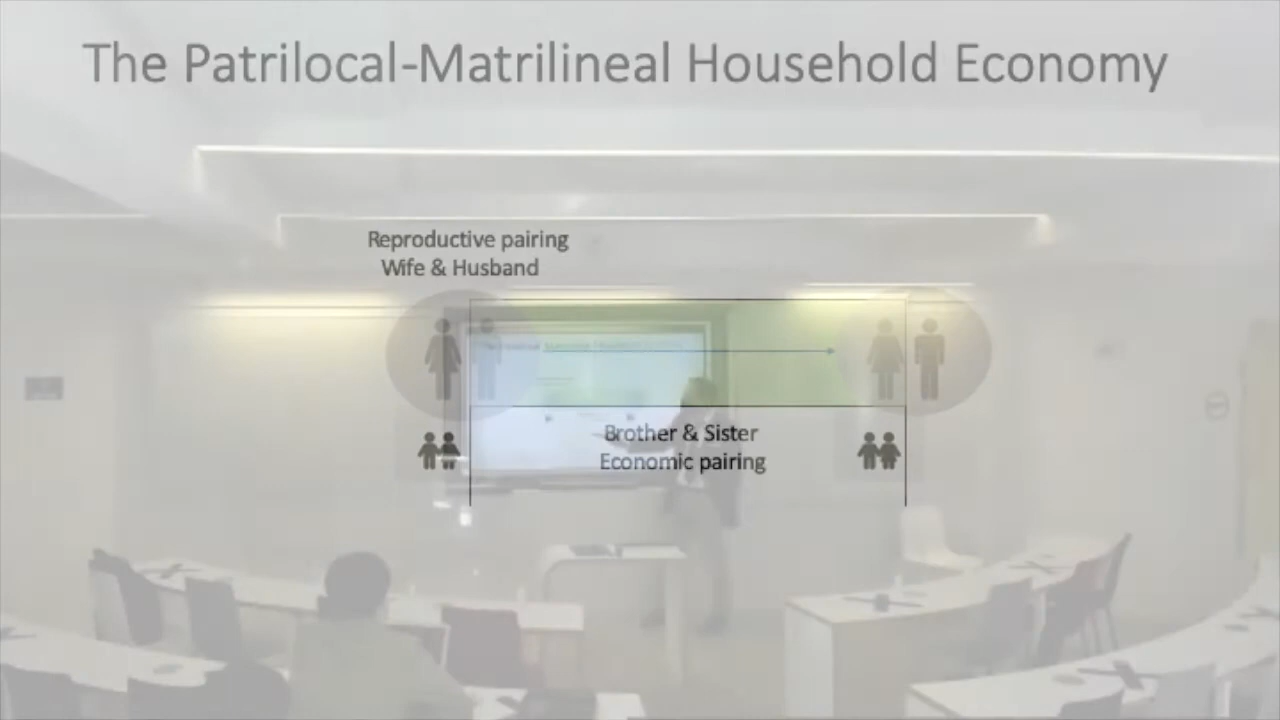 The Patrilocal-Matrilineal Household Economy
Reproductive pairing
Wife & Husband
Brother & Sister
Economic pairing